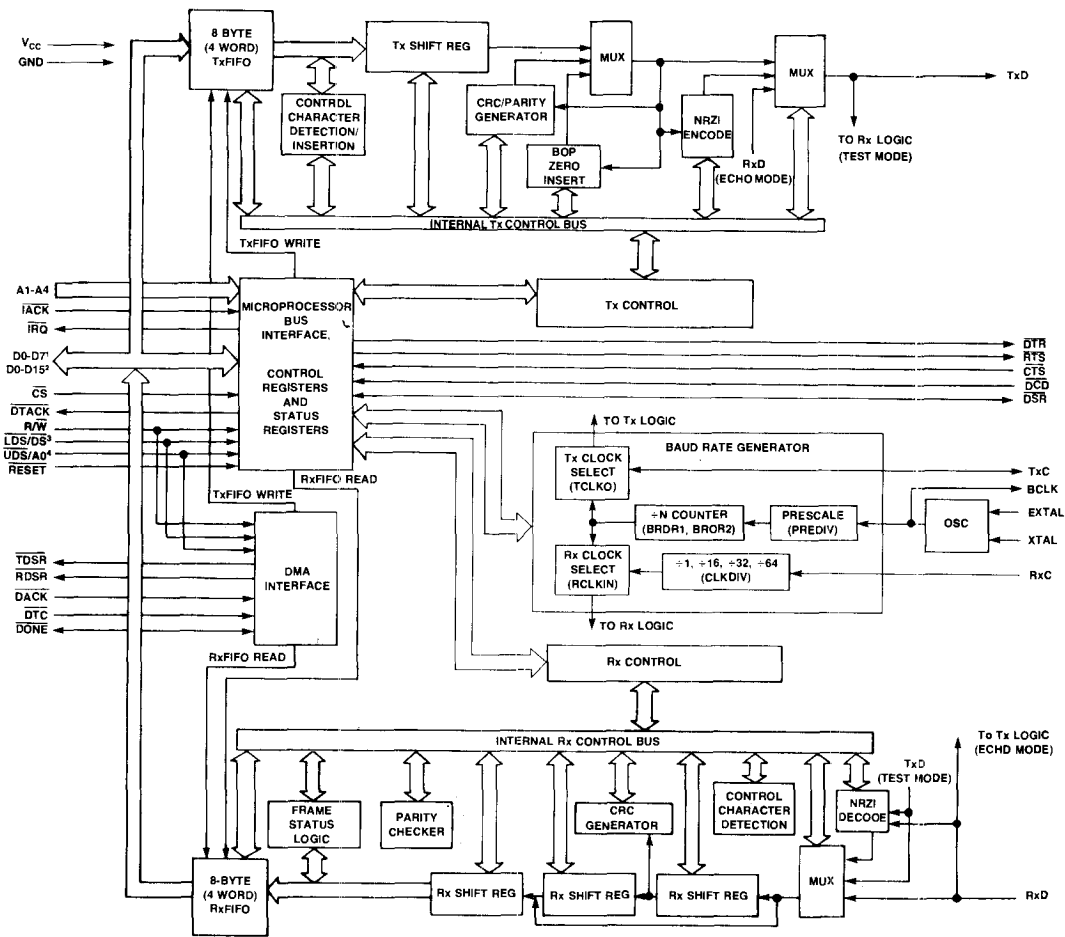 VCC
GND
8 BYTE
(4 WORD)
TxFIFO
Tx SHIFT REG
MUX
MUX
TxD
CONTROL
CHARACTER
DETECTION/
INSERTION
CRC/PARITY
GENERATOR
BOP
ZERO
INSERT
NRZI
ENCODE
RxD
(ECHO MODE)
TO Rx LOGIC
(TEST MODE)
INTERNAL Tx CONTROL BUS
TxFIFO WRITE
A1-A4
IACK
IRQ
D0-D7¹
D0-D15²
CS
DTACK
R/W
LDS/DS³
UDS/A0⁴
RESET
MICROPROCESSOR
BUS
INTERFACE,
CONTROL
REGISTERS
AND
STATUS
REGISTERS
Tx CONTROL
DTR
RTS
CTS
DCD
DSR
TO Tx LOGIC
BAUD RATE GENERATOR
Tx CLOCK
SELECT
(TCLKO)
÷N COUNTER
(BRDR1, BROR2)
PRESCALE
(PREDIV)
OSC
TxC
BCLK
EXTAL
XTAL
RxC
Rx CLOCK
SELECT
(RCLKIN)
÷1, ÷16, ÷32, ÷64
(CLKDIV)
TO Rx LOGIC
RxFIFO READ
TxFIFO WRITE
TDSR
RDSR
DACK
DTC
DONE
DMA
INTERFACE
RxFIFO READ
Rx CONTROL
INTERNAL Rx CONTROL BUS
To Tx LOGIC
(ECHD MODE)
TxD
(TEST MODE)
FRAME
STATUS
LOGIC
PARITY
CHECKER
CRC
GENERATOR
CONTROL
CHARACTER
DETECTION
NRZI
DECOOE
8-BYTE
(4 WORD)
RxFIFO
Rx SHIFT REG
Rx SHIFT REG
Rx SHIFT REG
MUX
RxD